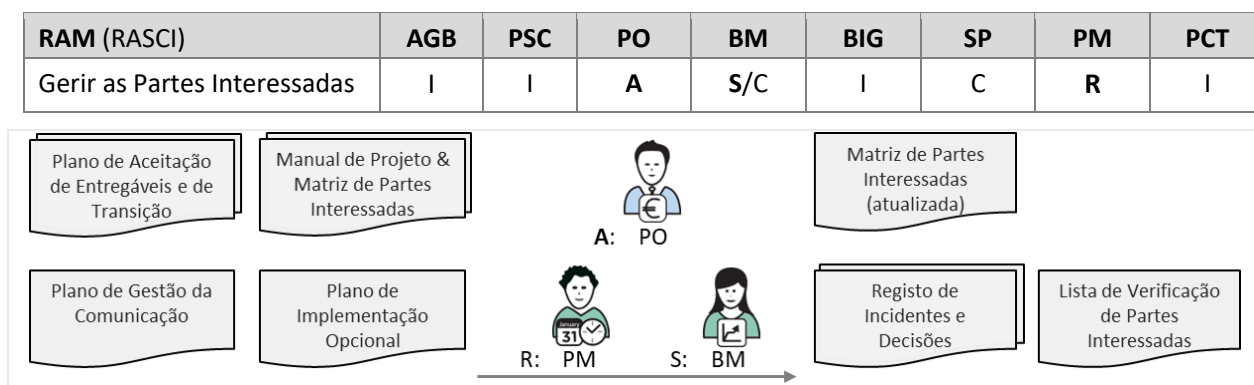 RAM (RASCI) AGB PSC PO BM BIG SP PM PCT
Gerir as Partes Interessadas I I A S/C I C R I
Plano de Aceitação
de Entregáveis e de
Transição
Manual de Projeto &
Matriz de Partes
Interessadas
€
A: PO
Matriz de Partes
Interessadas
(atualizada)
Plano de Gestão da
Comunicação
Plano de
Implementação
Opcional
January
31
R: PM
S: BM
Registo de
Incidentes e
Decisões
Lista de Verificação
de Partes
Interessadas